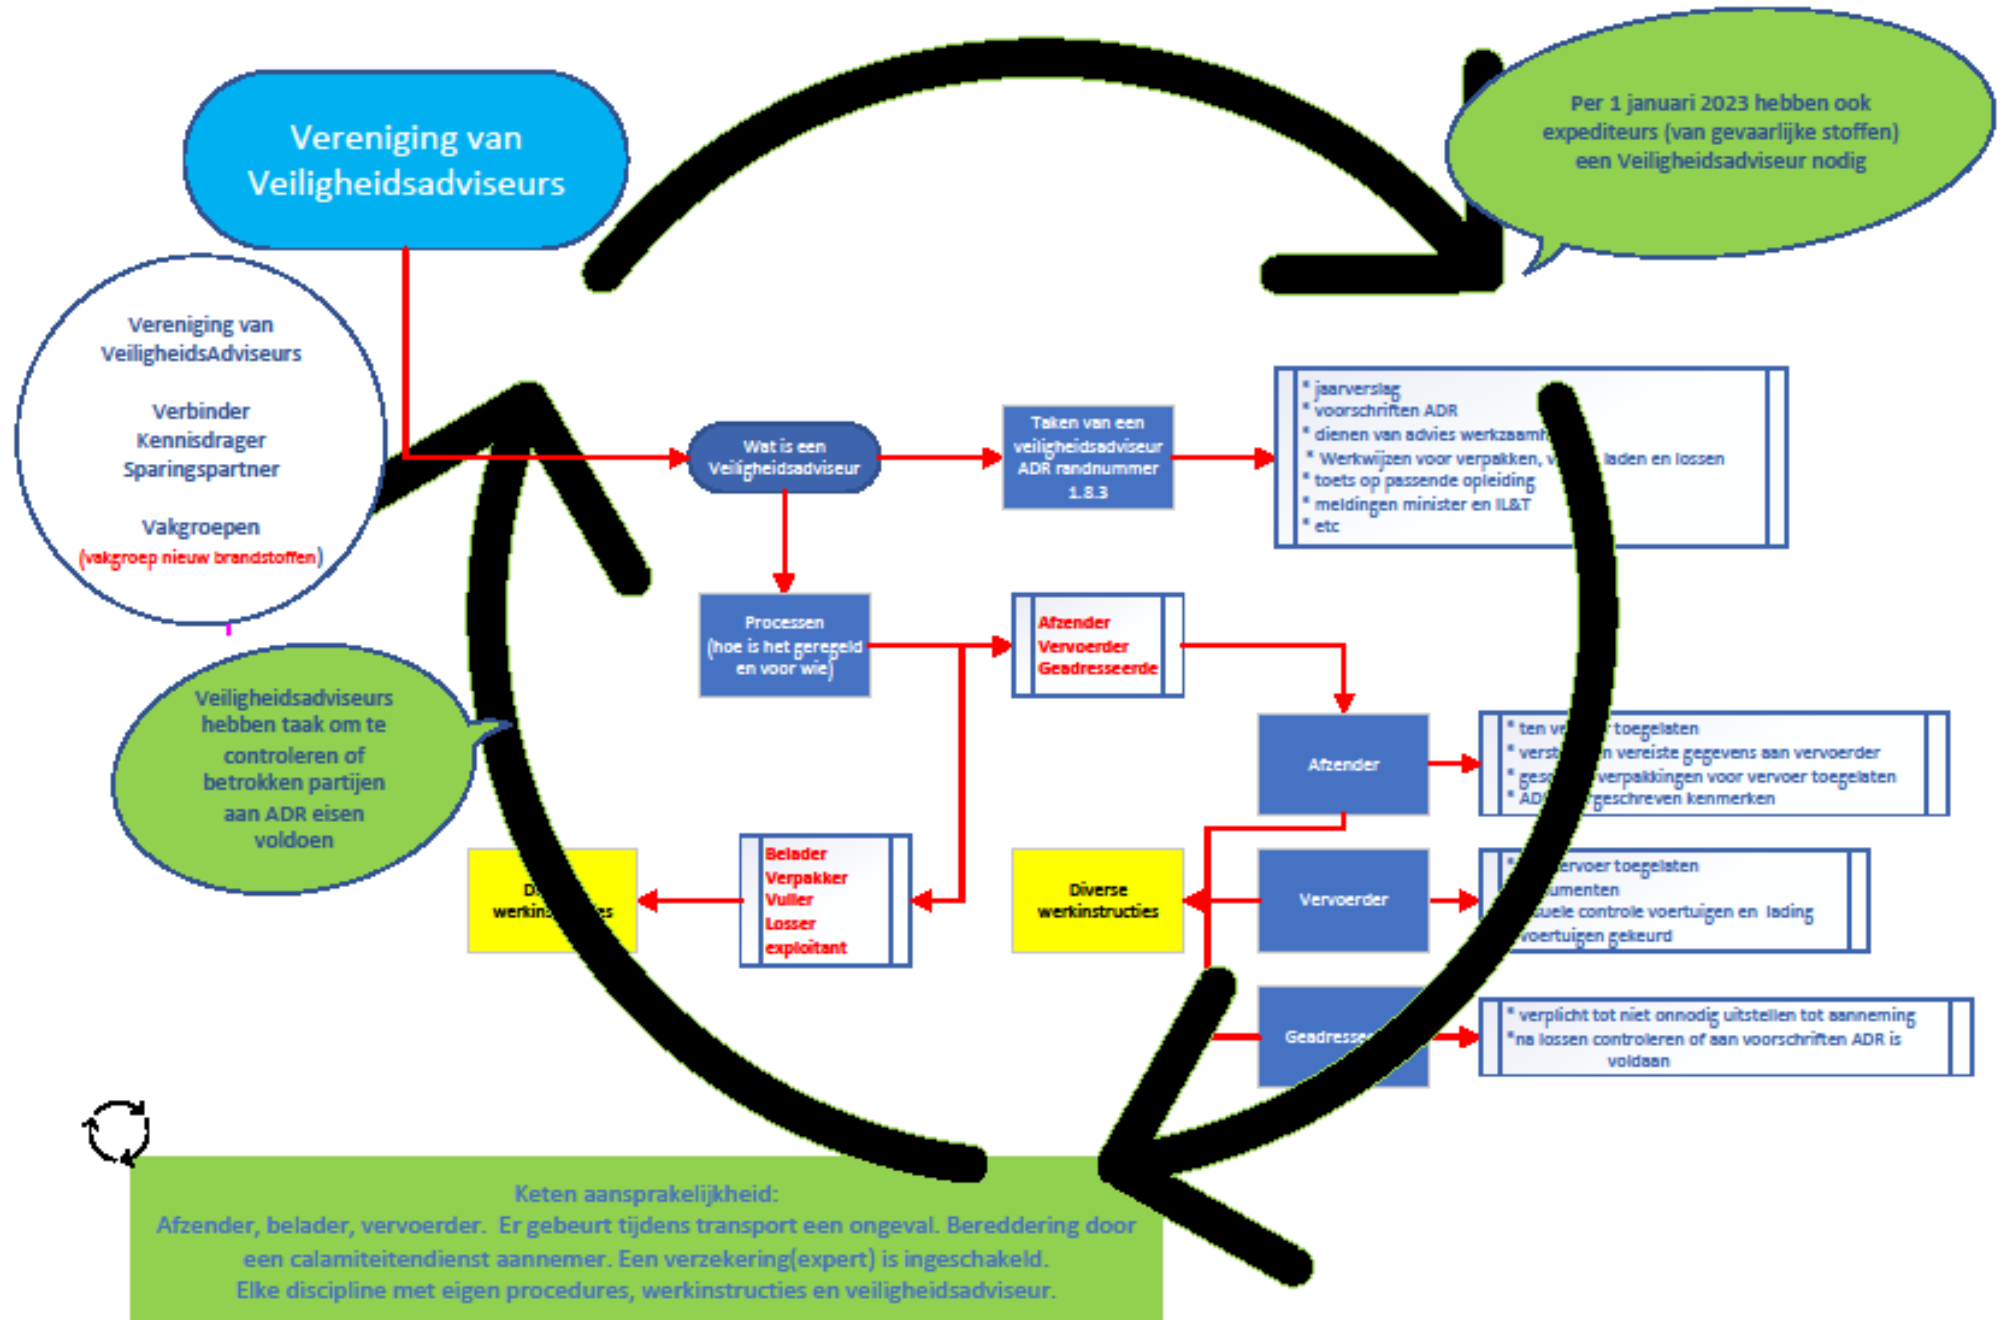 Vereniging van
Veiligheidsadviseurs
Per 1 januari 2023 hebben ook
expediteurs (van gevaarlijke stoffen)
een Veiligheidsadviseur nodig
Vereniging van
VeiligheidsAdviseurs
Verbinder
Kennisdrager
Sparingspartner
Vakgroepen
(vakgroep nieuw brandstoffen)
Wat is een
Veiligheidsadviseur
Taken van een
veiligheidsadviseur
ADR randnummer
1.8.3
* jaarverslag
* voorschriften ADR
* dienen van advies
* Werkwijzen voor verpakken, laden en lossen
* toets op passende opleiding
* meldingen minister en IL&T
* etc
Processen
(hoe is het geregeld
en voor wie)
Afzender
Vervoerder
Geadresseerde
Veiligheidsadviseurs
hebben taak om te
controleren of
betrokken partijen
aan ADR eisen
voldoen
Afzender
* ten toegelaten
* vereiste gegevens aan vervoerder
* verpakkingen voor vervoer toegelaten
* kenmerken
werkinstructies
Belader
Verpakker
Vuller
Losser
exploitant
Diverse
werkinstructies
Vervoerder
vervoer toegelaten
controle voertuigen en lading
voertuigen gekeurd
* verplicht tot niet onnodig uitstellen tot aanneming
*na lossen controleren of aan voorschriften ADR is
voldaan
Keten aansprakelijkheid:
Afzender, belader, vervoerder. Er gebeurt tijdens transport een ongeval. Bereddering door
een calamiteitendienst aannemer. Een verzekering(expert) is ingeschakeld.
Elke discipline met eigen procedures, werkinstructies en veiligheidsadviseur.